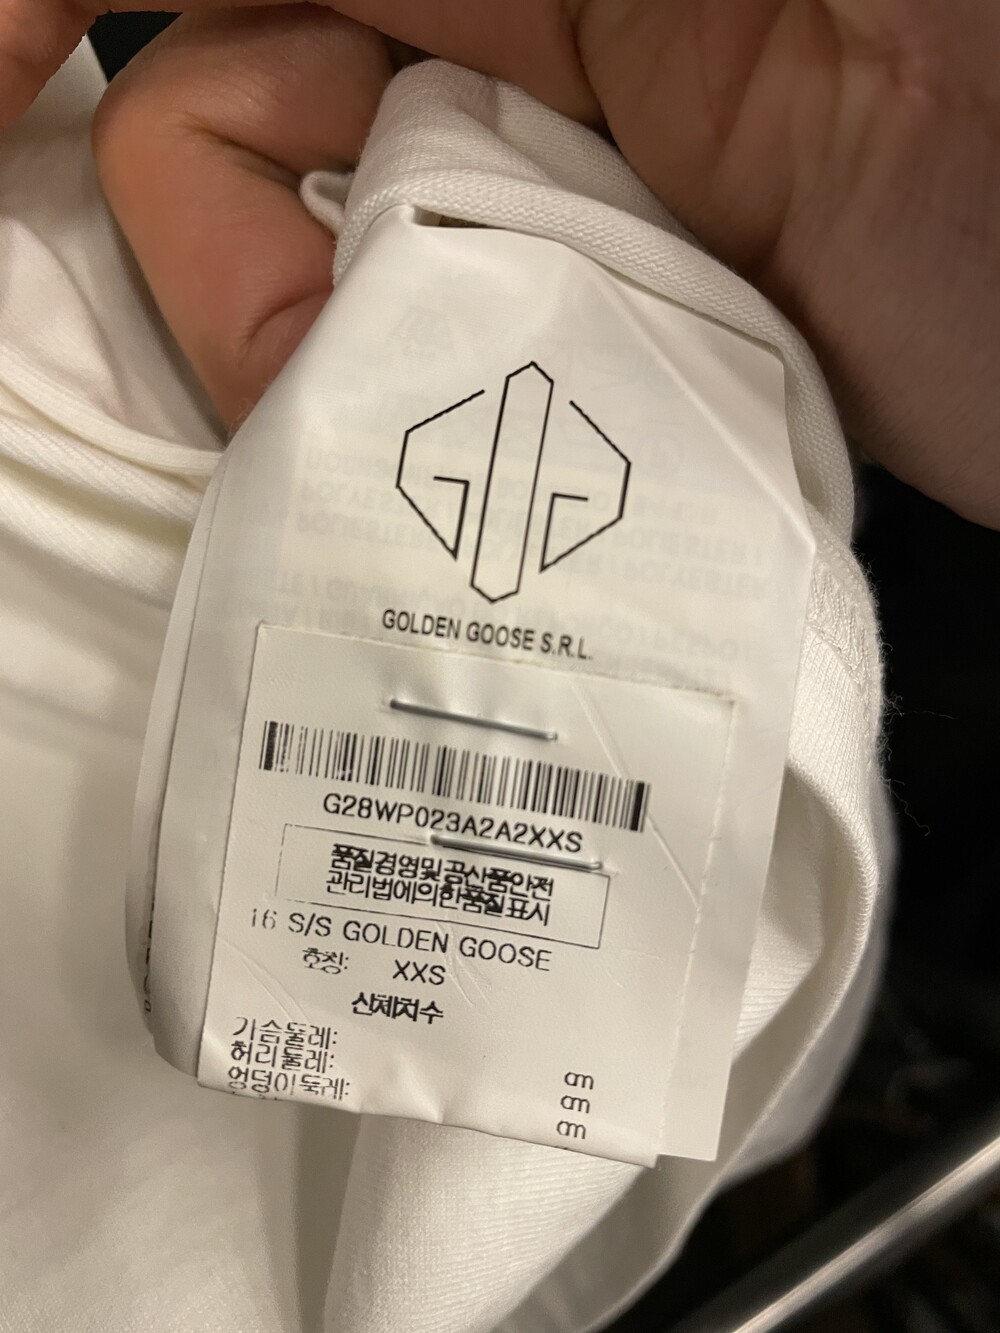 GOLDEN GOOSE S.R.L.
G28WP023A2A2XXS
품질경영및공산품안전
관리법에의한품질표시
16 S/S GOLDEN GOOSE
호칭: XXS
신체치수
가슴둘레: cm
허리둘레: cm
엉덩이둘레: cm